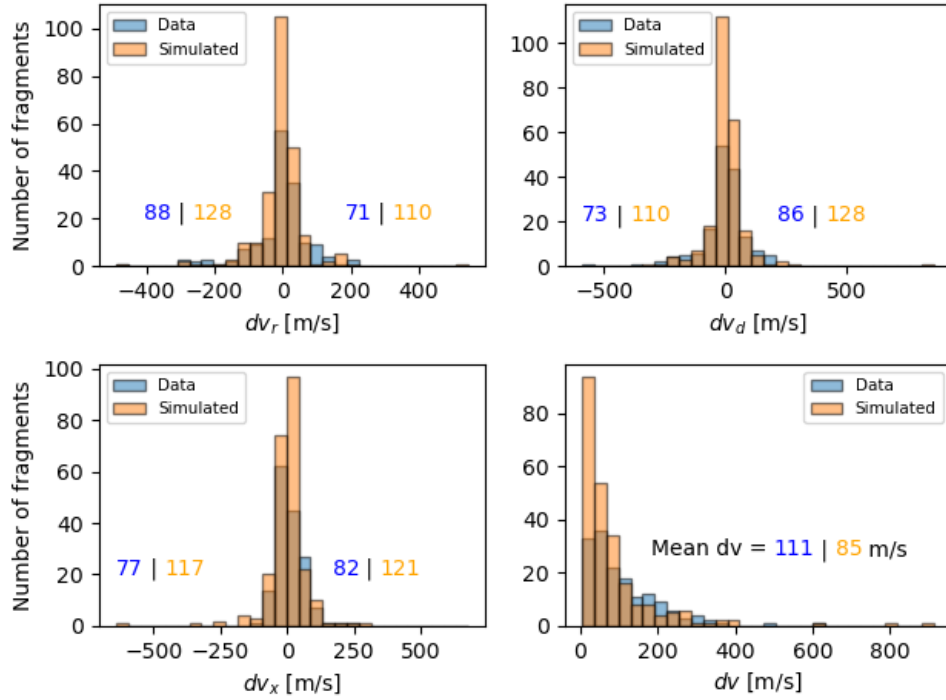 Number of fragments
100
80
60
40
20
0
Data
Simulated
88 | 128
71 | 110
−400
−200
0
200
400
dv_r [m/s]
100
80
60
40
20
0
Data
Simulated
73 | 110
86 | 128
−500
0
500
dv_d [m/s]
Number of fragments
100
80
60
40
20
0
Data
Simulated
77 | 117
82 | 121
−500
−250
0
250
500
dv_x [m/s]
80
60
40
20
0
Data
Simulated
Mean dv = 111 | 85 m/s
0
200
400
600
800
dv [m/s]